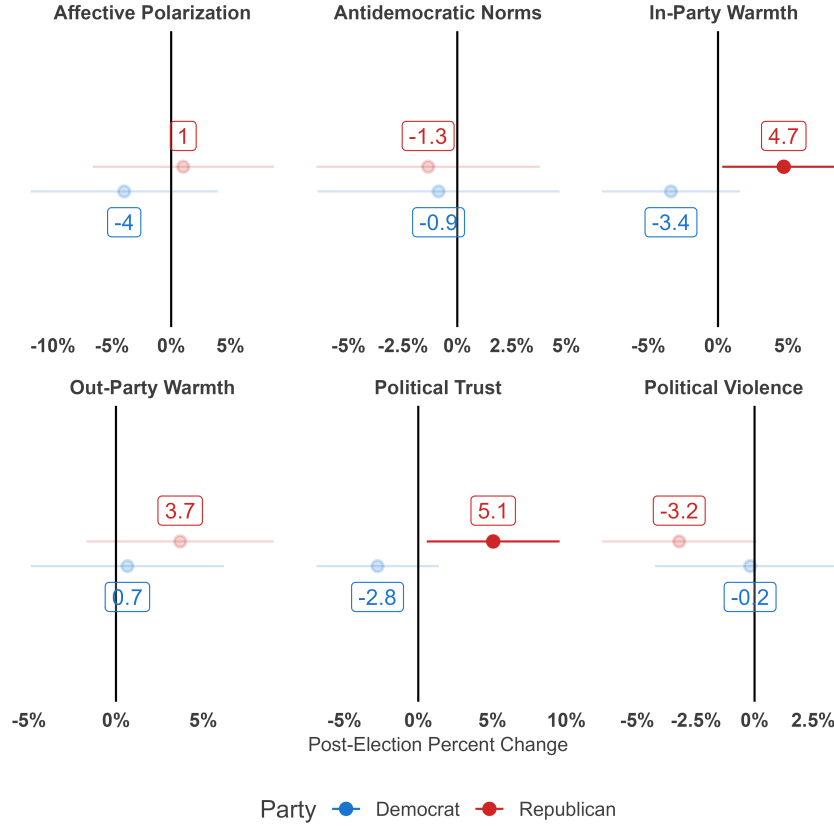 Affective Polarization Antidemocratic Norms In-Party Warmth
1 -1.3 4.7
-4 -0.9 -3.4
-10% -5% 0% 5% -5% -2.5% 0% 2.5% 5% -5% 0% 5%
Out-Party Warmth Political Trust Political Violence
3.7 5.1 -3.2
0.7 -2.8 -0.2
-5% 0% 5% -5% 0% 5% 10% -5% -2.5% 0% 2.5%
Post-Election Percent Change
Party Democrat Republican